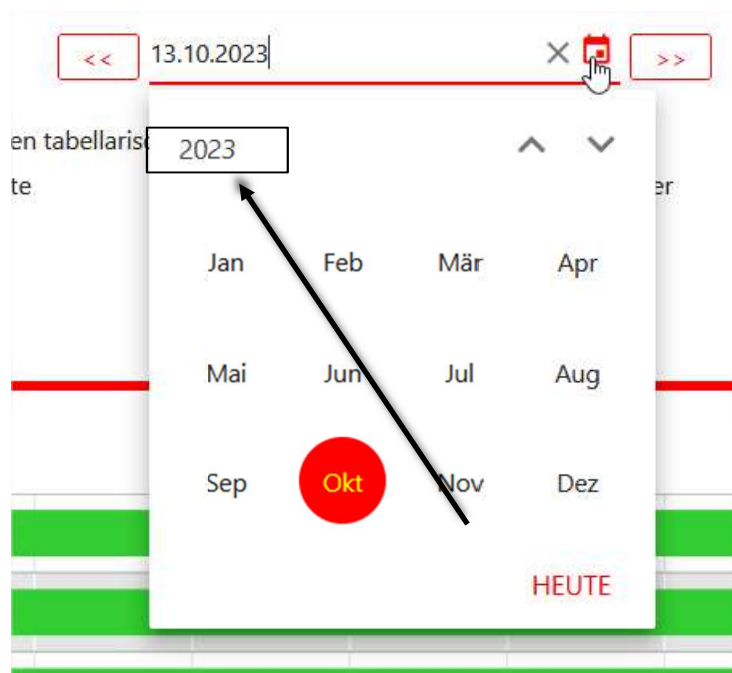 << 13.10.2023 >>
en tabellaris
2023
te
er
Jan Feb Mär Apr
Mai Jun Jul Aug
Sep Okt Nov Dez
HEUTE